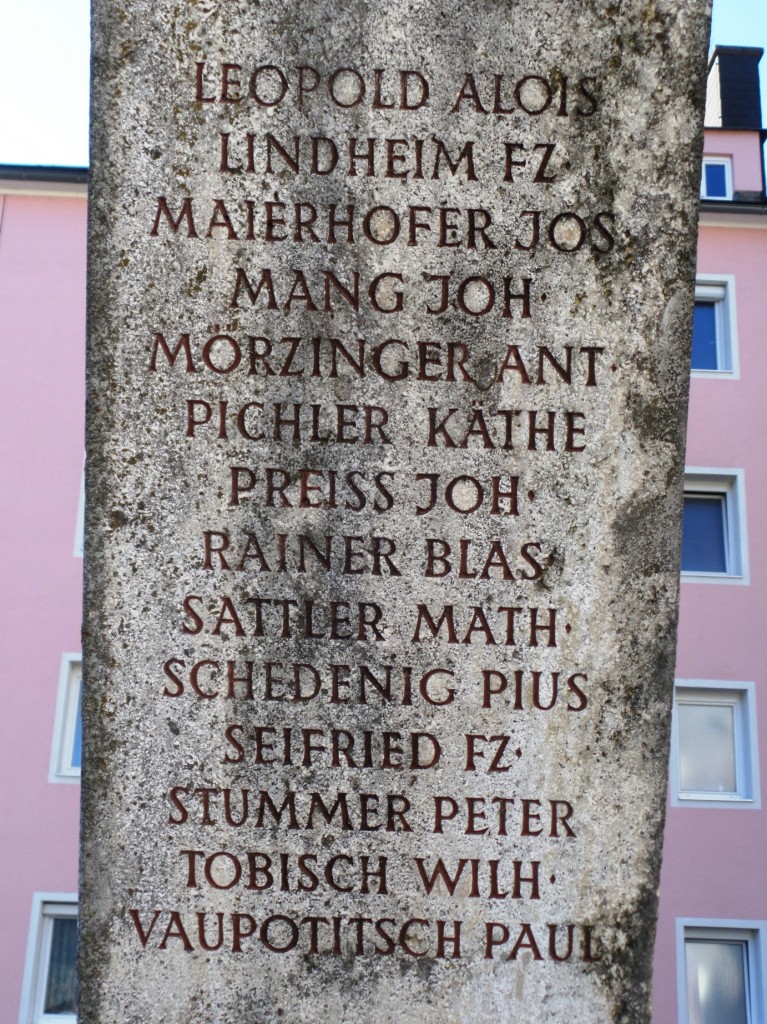 LEOPOLD ALOIS
LINDHEIM FZ·
MAIERHOFER JOS·
MANG JOH·
MÖRZINGER ANT·
PICHLER KÄTHE
PREISS JOH·
RAINER BLAS·
SATTLER MATH·
SCHEDENIG PIUS
SEIFRIED FZ·
STUMMER PETER
TOBISCH WILH·
VAUPOTITSCH PAUL